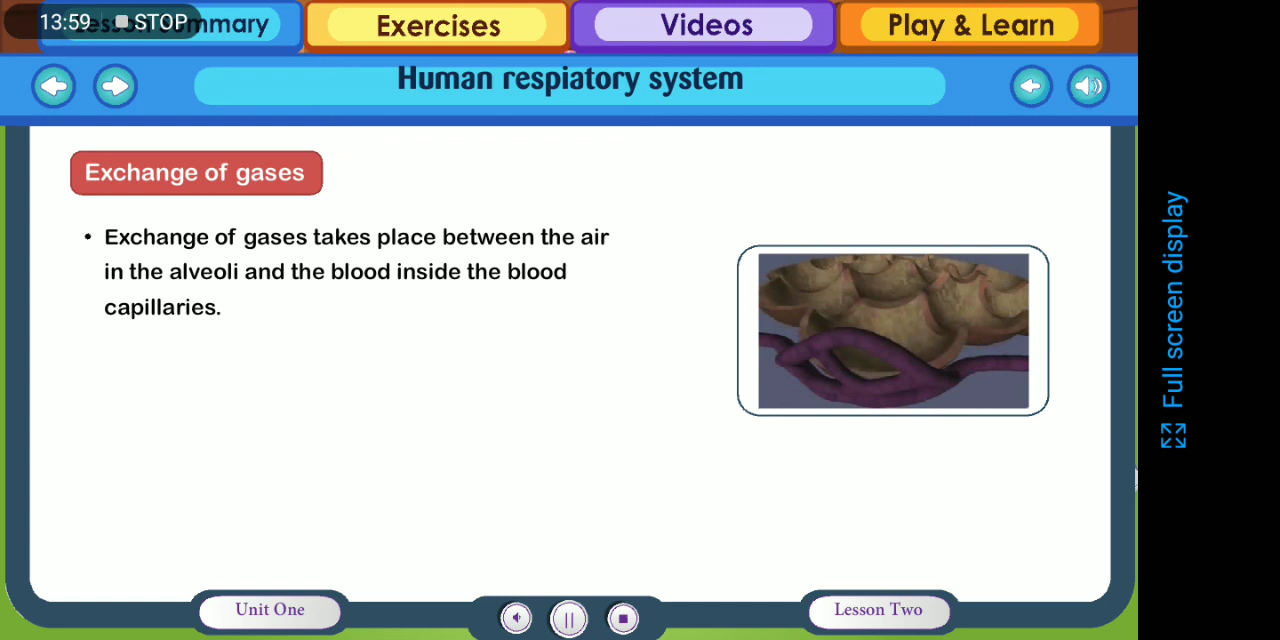 13:59 STOP
Lesson Summary
Exercises
Videos
Play & Learn
Human respiatory system
Exchange of gases
• Exchange of gases takes place between the air
in the alveoli and the blood inside the blood
capillaries.
Full screen display
Unit One
Lesson Two